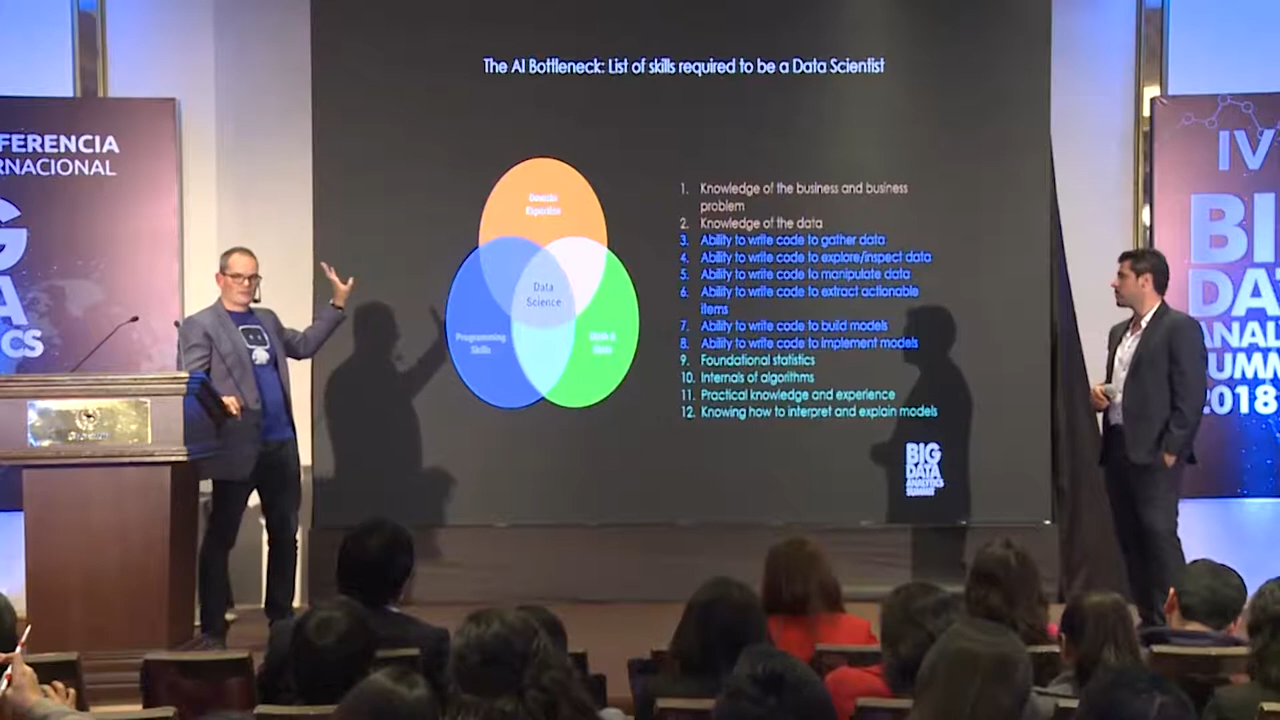 The AI Bottleneck: List of skills required to be a Data Scientist
FERENCIA
RNACIONAL
G
A
CS
Domain
Expertise
Data
Science
Programming
Skills
1. Knowledge of the business and business
problem
2. Knowledge of the data
3. Ability to write code to gather data
4. Ability to write code to explore/inspect data
5. Ability to write code to manipulate data
6. Ability to write code to extract actionable
items
7. Ability to write code to build models
8. Ability to write code to implement models
9. Foundational statistics
10. Internals of algorithms
11. Practical knowledge and experience
12. Knowing how to interpret and explain models
BIG
DATA
ANALYTICS
SUMMIT
IV
BI
DA
ANAL
UMM
2018